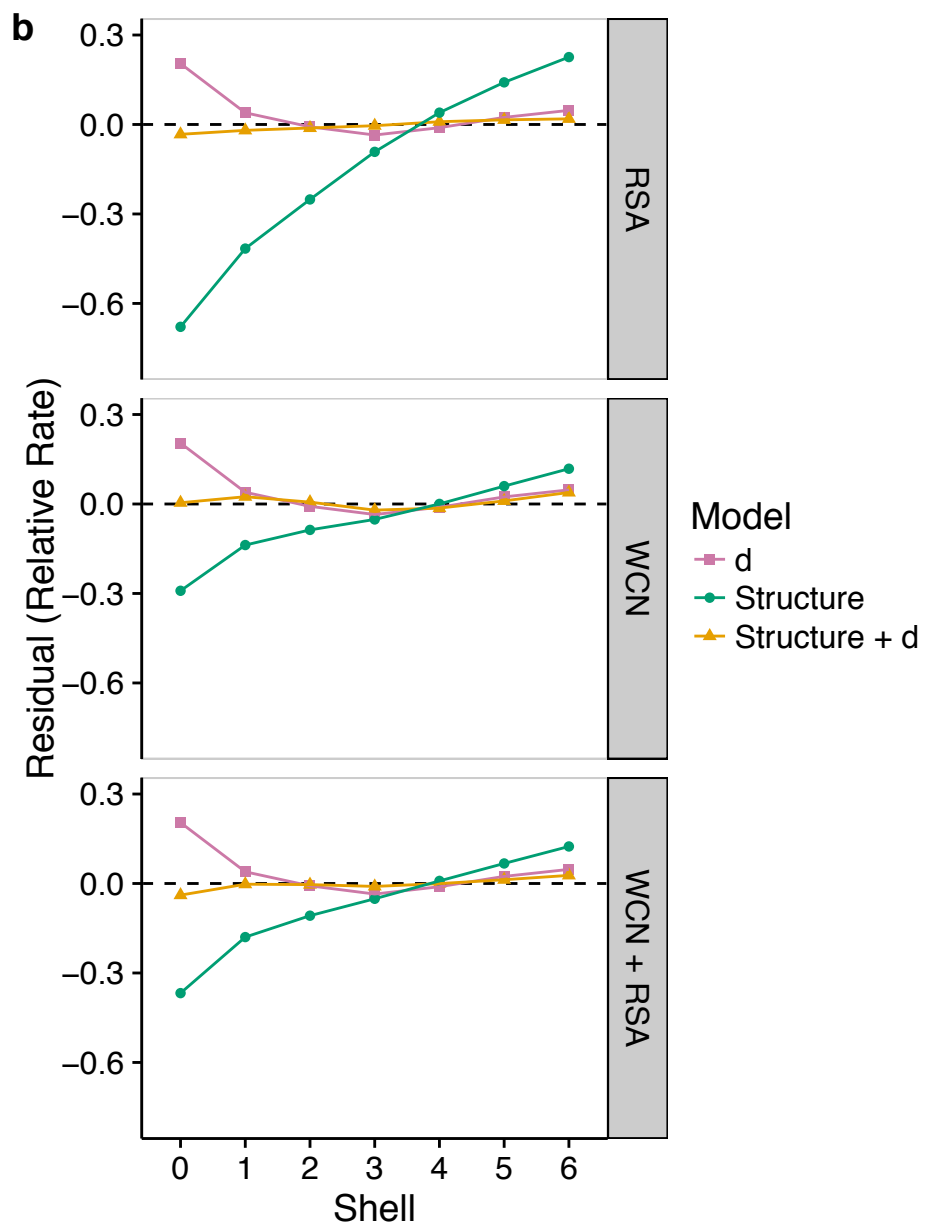 b
Residual (Relative Rate)
0.3
0.0
−0.3
−0.6
RSA
0.3
0.0
−0.3
−0.6
WCN
0.3
0.0
−0.3
−0.6
WCN + RSA
0 1 2 3 4 5 6
Shell
Model
d
Structure
Structure + d